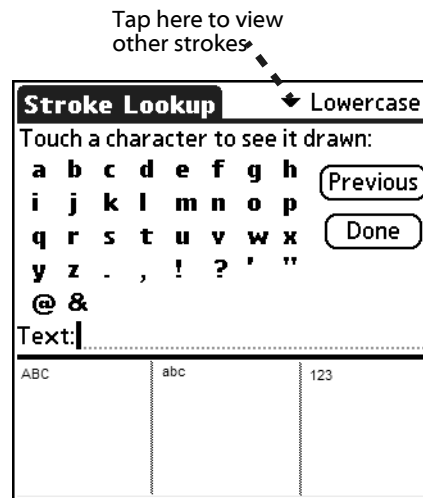 Tap here to view
other strokes
Stroke Lookup Lowercase
Touch a character to see it drawn:
a b c d e f g h
Previous
i j k l m n o p
q r s t u v w x
Done
y z . , ! ? ' "
@ &
Text:
ABC abc 123